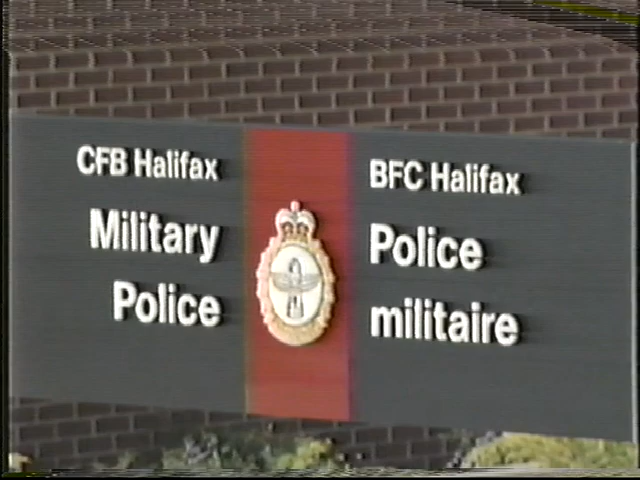 CFB Halifax
Military
Police
BFC Halifax
Police
militaire